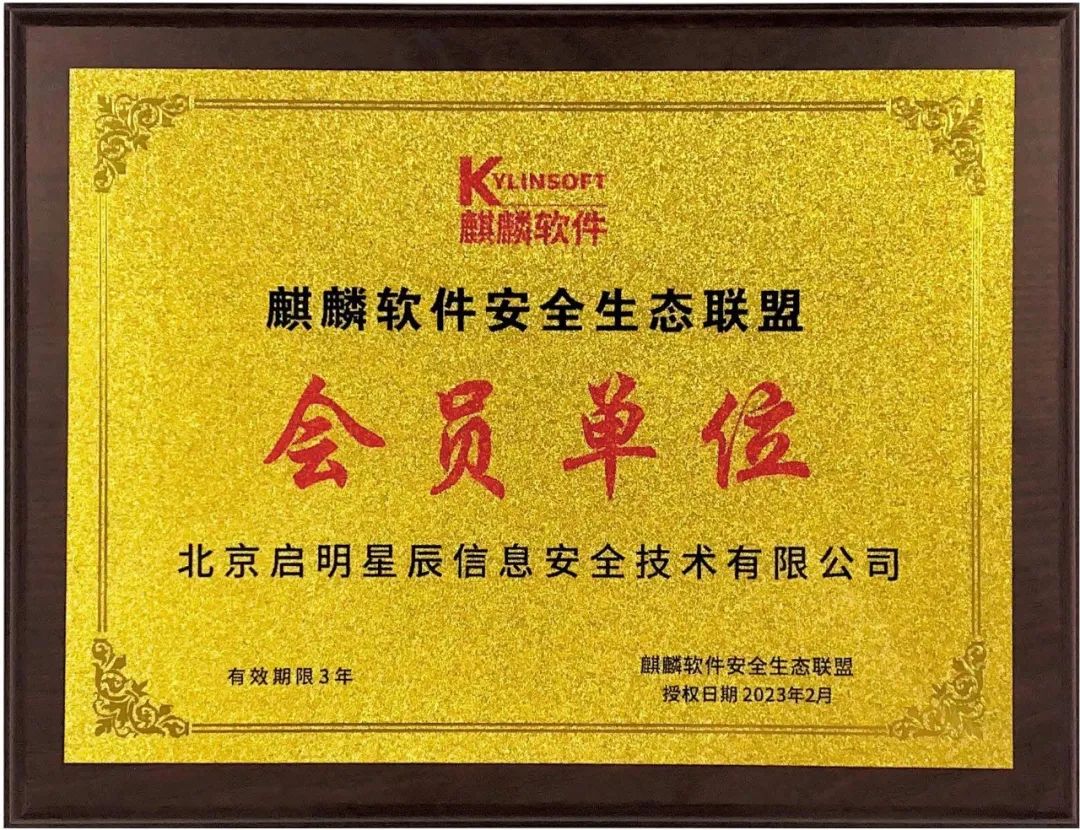 KYLINSOFT
麒麟软件
麒麟软件安全生态联盟
会员单位
北京启明星辰信息安全技术有限公司
有效期限3年
麒麟软件安全生态联盟
授权日期 2023年2月